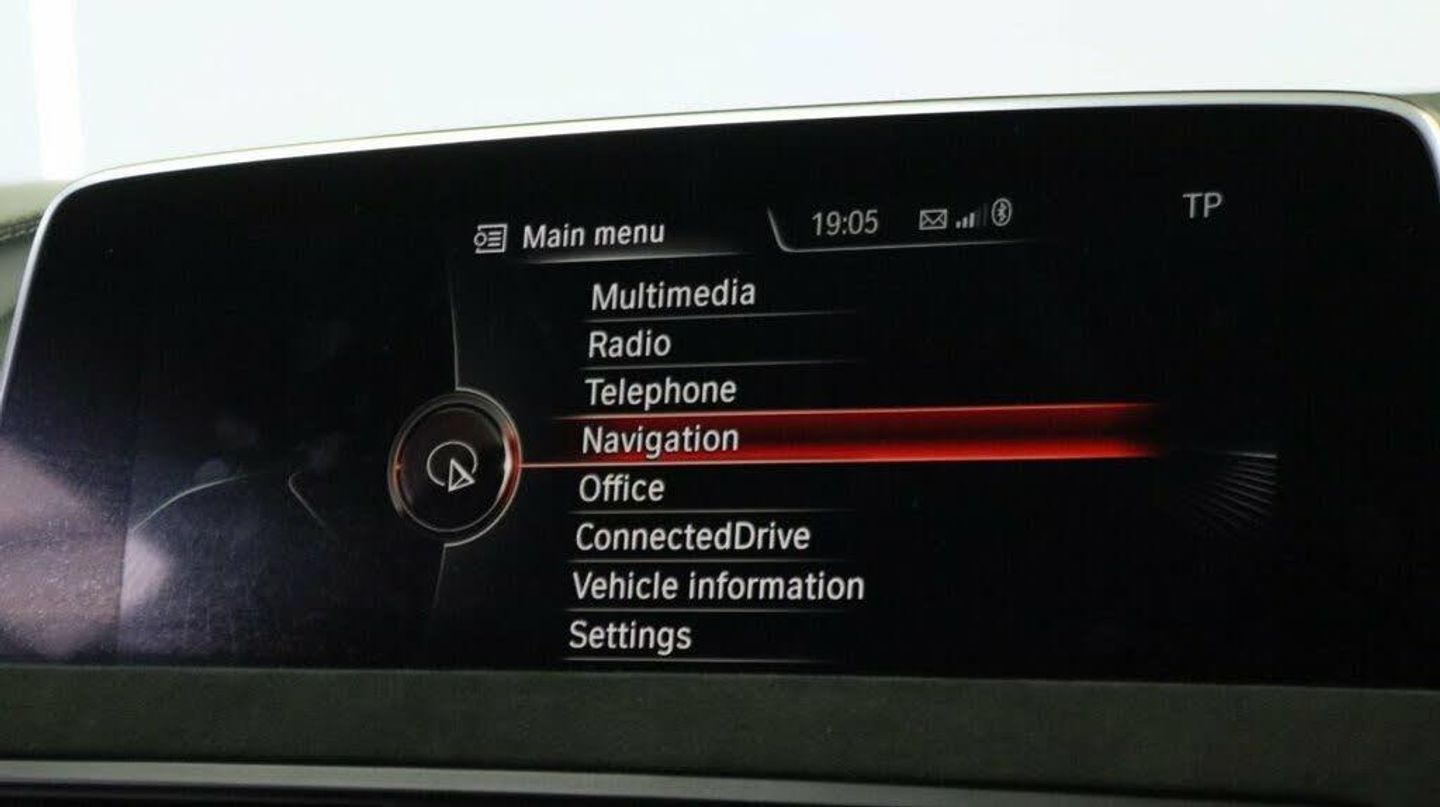 Main menu 19:05 TP
Multimedia
Radio
Telephone
Navigation
Office
ConnectedDrive
Vehicle information
Settings